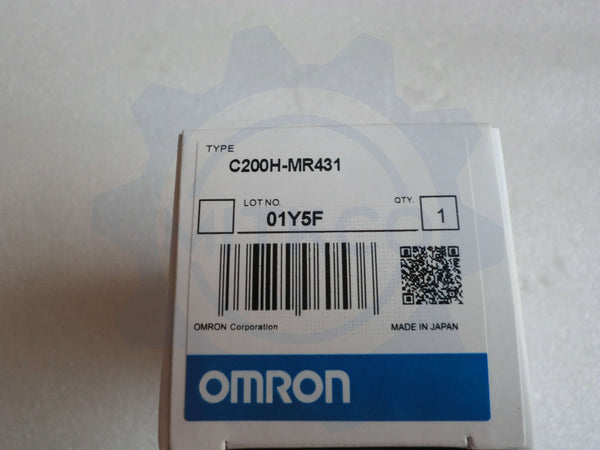 TYPE
C200H-MR431
LOT NO.
01Y5F
QTY.
1
OMRON Corporation
MADE IN JAPAN
OMRON